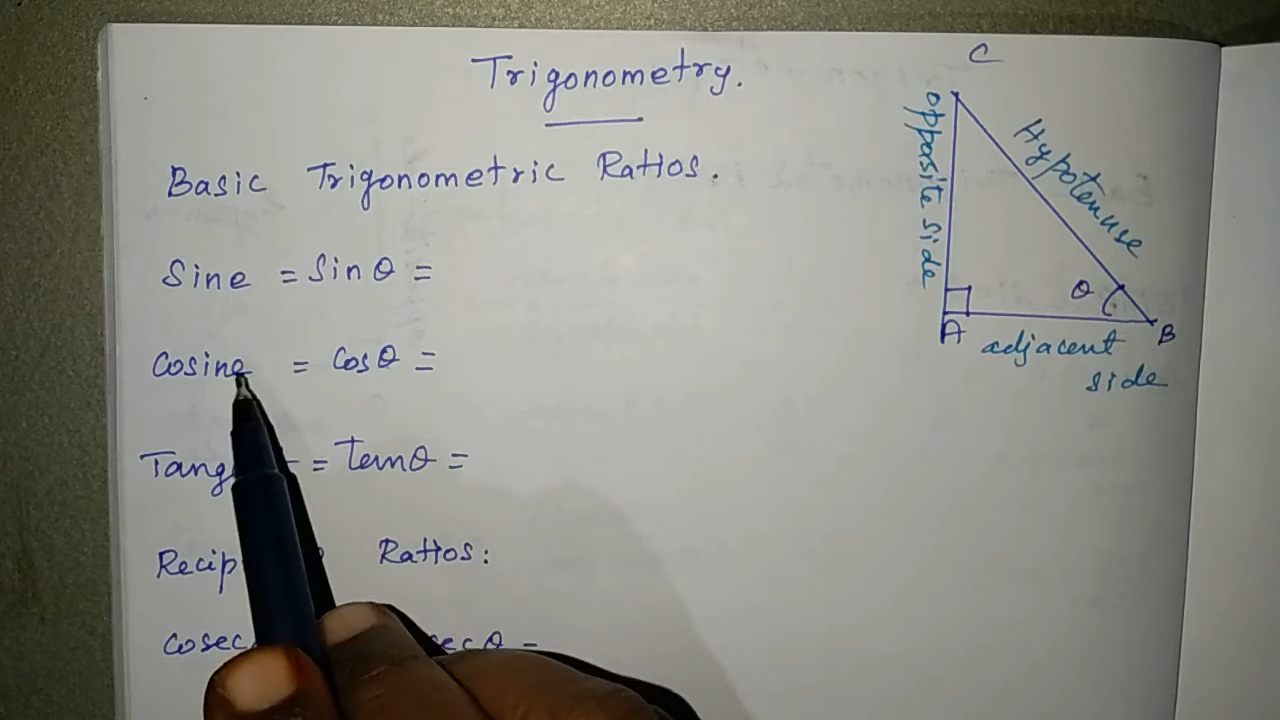 Trigonometry.
Basic Trigonometric Ratios.
Sine = Sin θ =
Cosine = Cos θ =
= tan θ =
Ratios:
C
opposite side
Hypotenuse
θ
A
B
adjacent
side